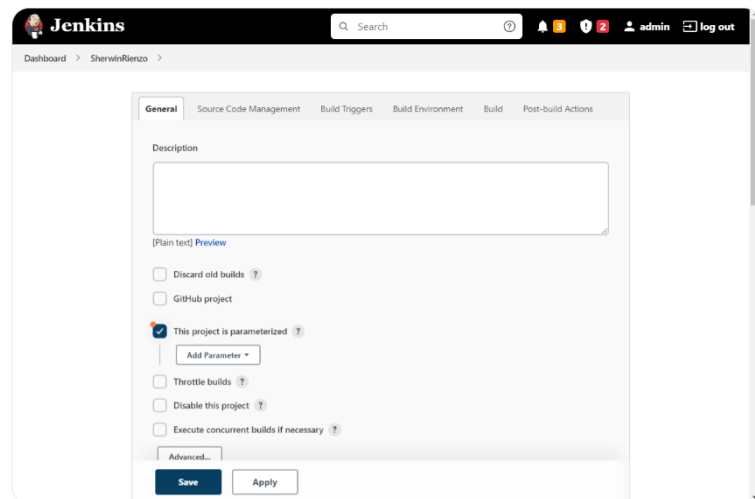 Jenkins Search ? 3 2 admin log out
Dashboard > SherwinRienzo >
General Source Code Management Build Triggers Build Environment Build Post-build Actions
Description
[Plain text] Preview
Discard old builds ?
GitHub project
This project is parameterized ?
Add Parameter
Throttle builds ?
Disable this project ?
Execute concurrent builds if necessary ?
Advanced...
Save Apply